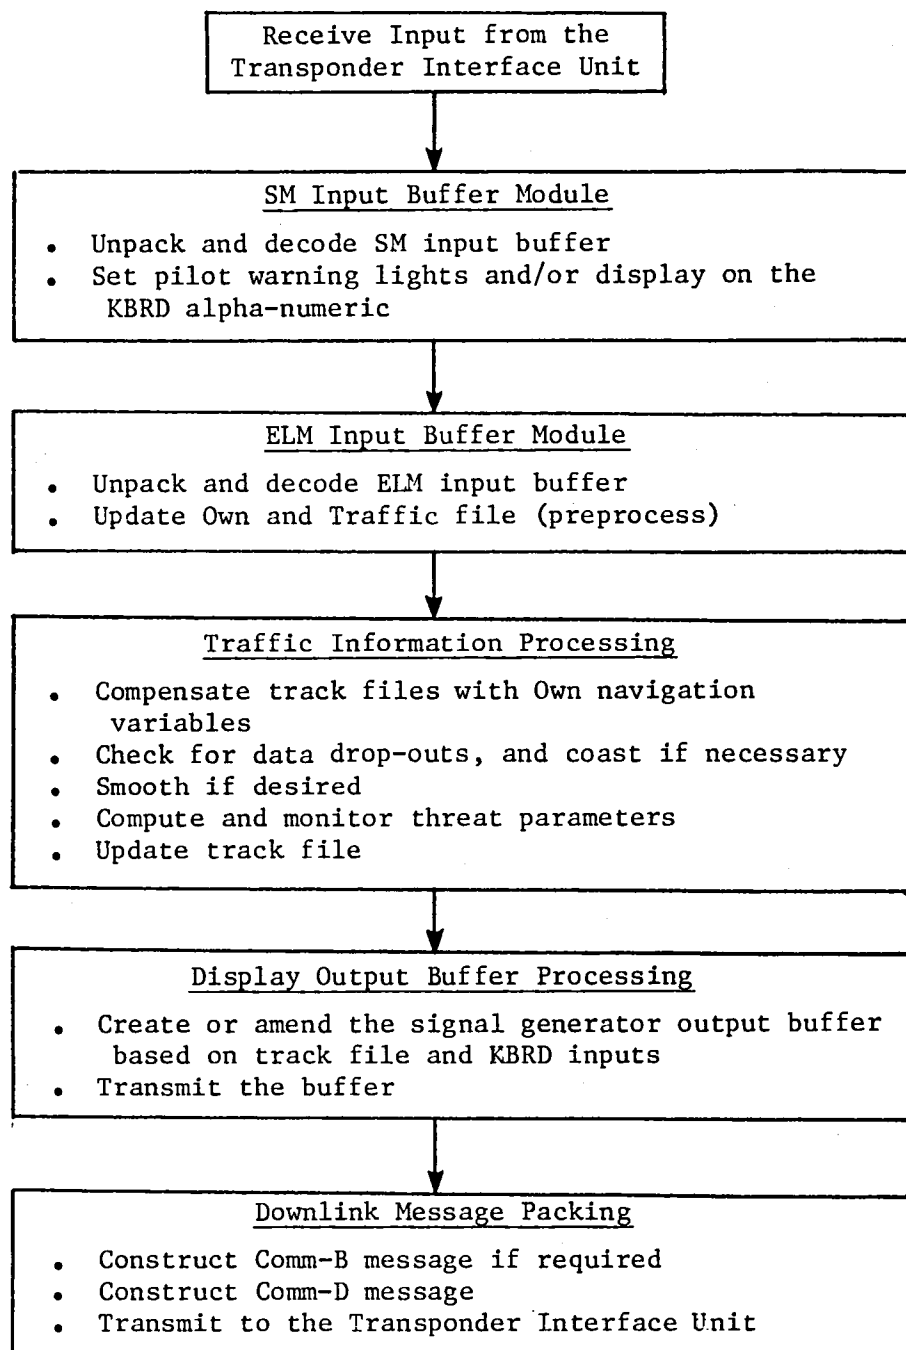 Receive Input from the
Transponder Interface Unit
SM Input Buffer Module
• Unpack and decode SM input buffer
• Set pilot warning lights and/or display on the
KBRD alpha-numeric
ELM Input Buffer Module
• Unpack and decode ELM input buffer
• Update Own and Traffic file (preprocess)
Traffic Information Processing
• Compensate track files with Own navigation
variables
• Check for data drop-outs, and coast if necessary
• Smooth if desired
• Compute and monitor threat parameters
• Update track file
Display Output Buffer Processing
• Create or amend the signal generator output buffer
based on track file and KBRD inputs
• Transmit the buffer
Downlink Message Packing
• Construct Comm-B message if required
• Construct Comm-D message
• Transmit to the Transponder Interface Unit